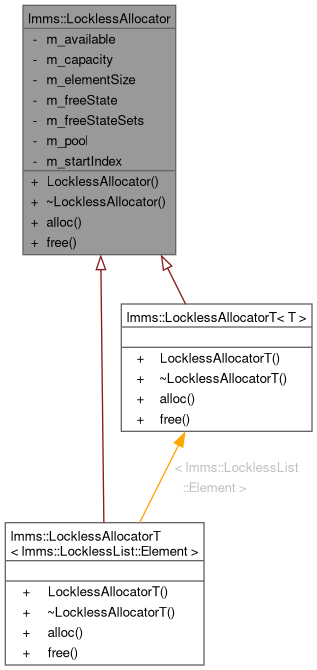 lmms::LocklessAllocator
- m_available
- m_capacity
- m_elementSize
- m_freeState
- m_freeStateSets
- m_pool
- m_startIndex
+ LocklessAllocator()
+ ~LocklessAllocator()
+ alloc()
+ free()
lmms::LocklessAllocatorT< T >
+ LocklessAllocatorT()
+ ~LocklessAllocatorT()
+ alloc()
+ free()
< lmms::LocklessList
::Element >
lmms::LocklessAllocatorT
< lmms::LocklessList::Element >
+ LocklessAllocatorT()
+ ~LocklessAllocatorT()
+ alloc()
+ free()